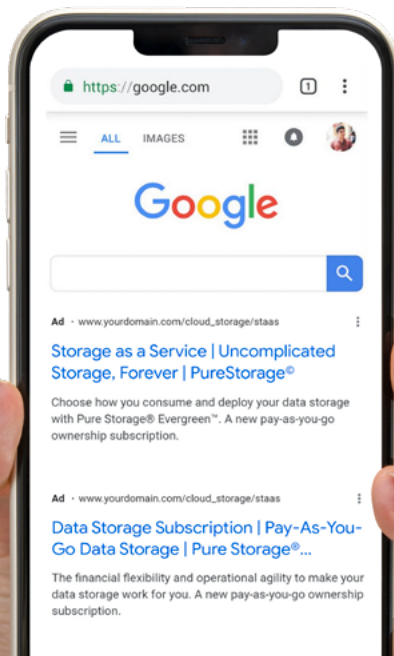 https://google.com 1
ALL IMAGES
Google
Ad · www.yourdomain.com/cloud_storage/staas
Storage as a Service | Uncomplicated
Storage, Forever | PureStorage©
Choose how you consume and deploy your data storage
with Pure Storage® Evergreen™. A new pay-as-you-go
ownership subscription.
Ad · www.yourdomain.com/cloud_storage/staas
Data Storage Subscription | Pay-As-You-
Go Data Storage | Pure Storage®...
The financial flexibility and operational agility to make your
data storage work for you. A new pay-as-you-go ownership
subscription.